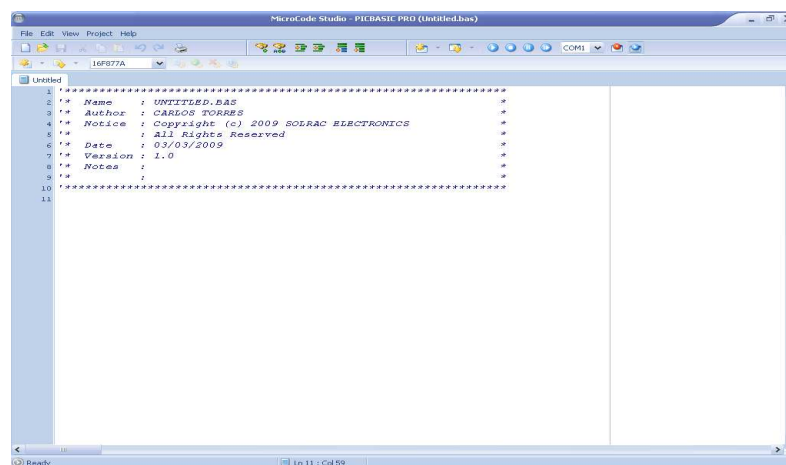 MicroCode Studio - PICBASIC PRO (Untitled.bas)
File Edit View Project Help
COM1
16F877A
Untitled
1 '****************************************************************
2 '*  Name    : UNTITLED.BAS                                      *
3 '*  Author  : CARLOS TORRES                                     *
4 '*  Notice  : Copyright (c) 2009 SOLRAC ELECTRONICS             *
5 '*          : All Rights Reserved                               *
6 '*  Date    : 03/03/2009                                        *
7 '*  Version : 1.0                                               *
8 '*  Notes   :                                                   *
9 '*          :                                                   *
10 '****************************************************************
11
Ready
Ln 11 : Col 59